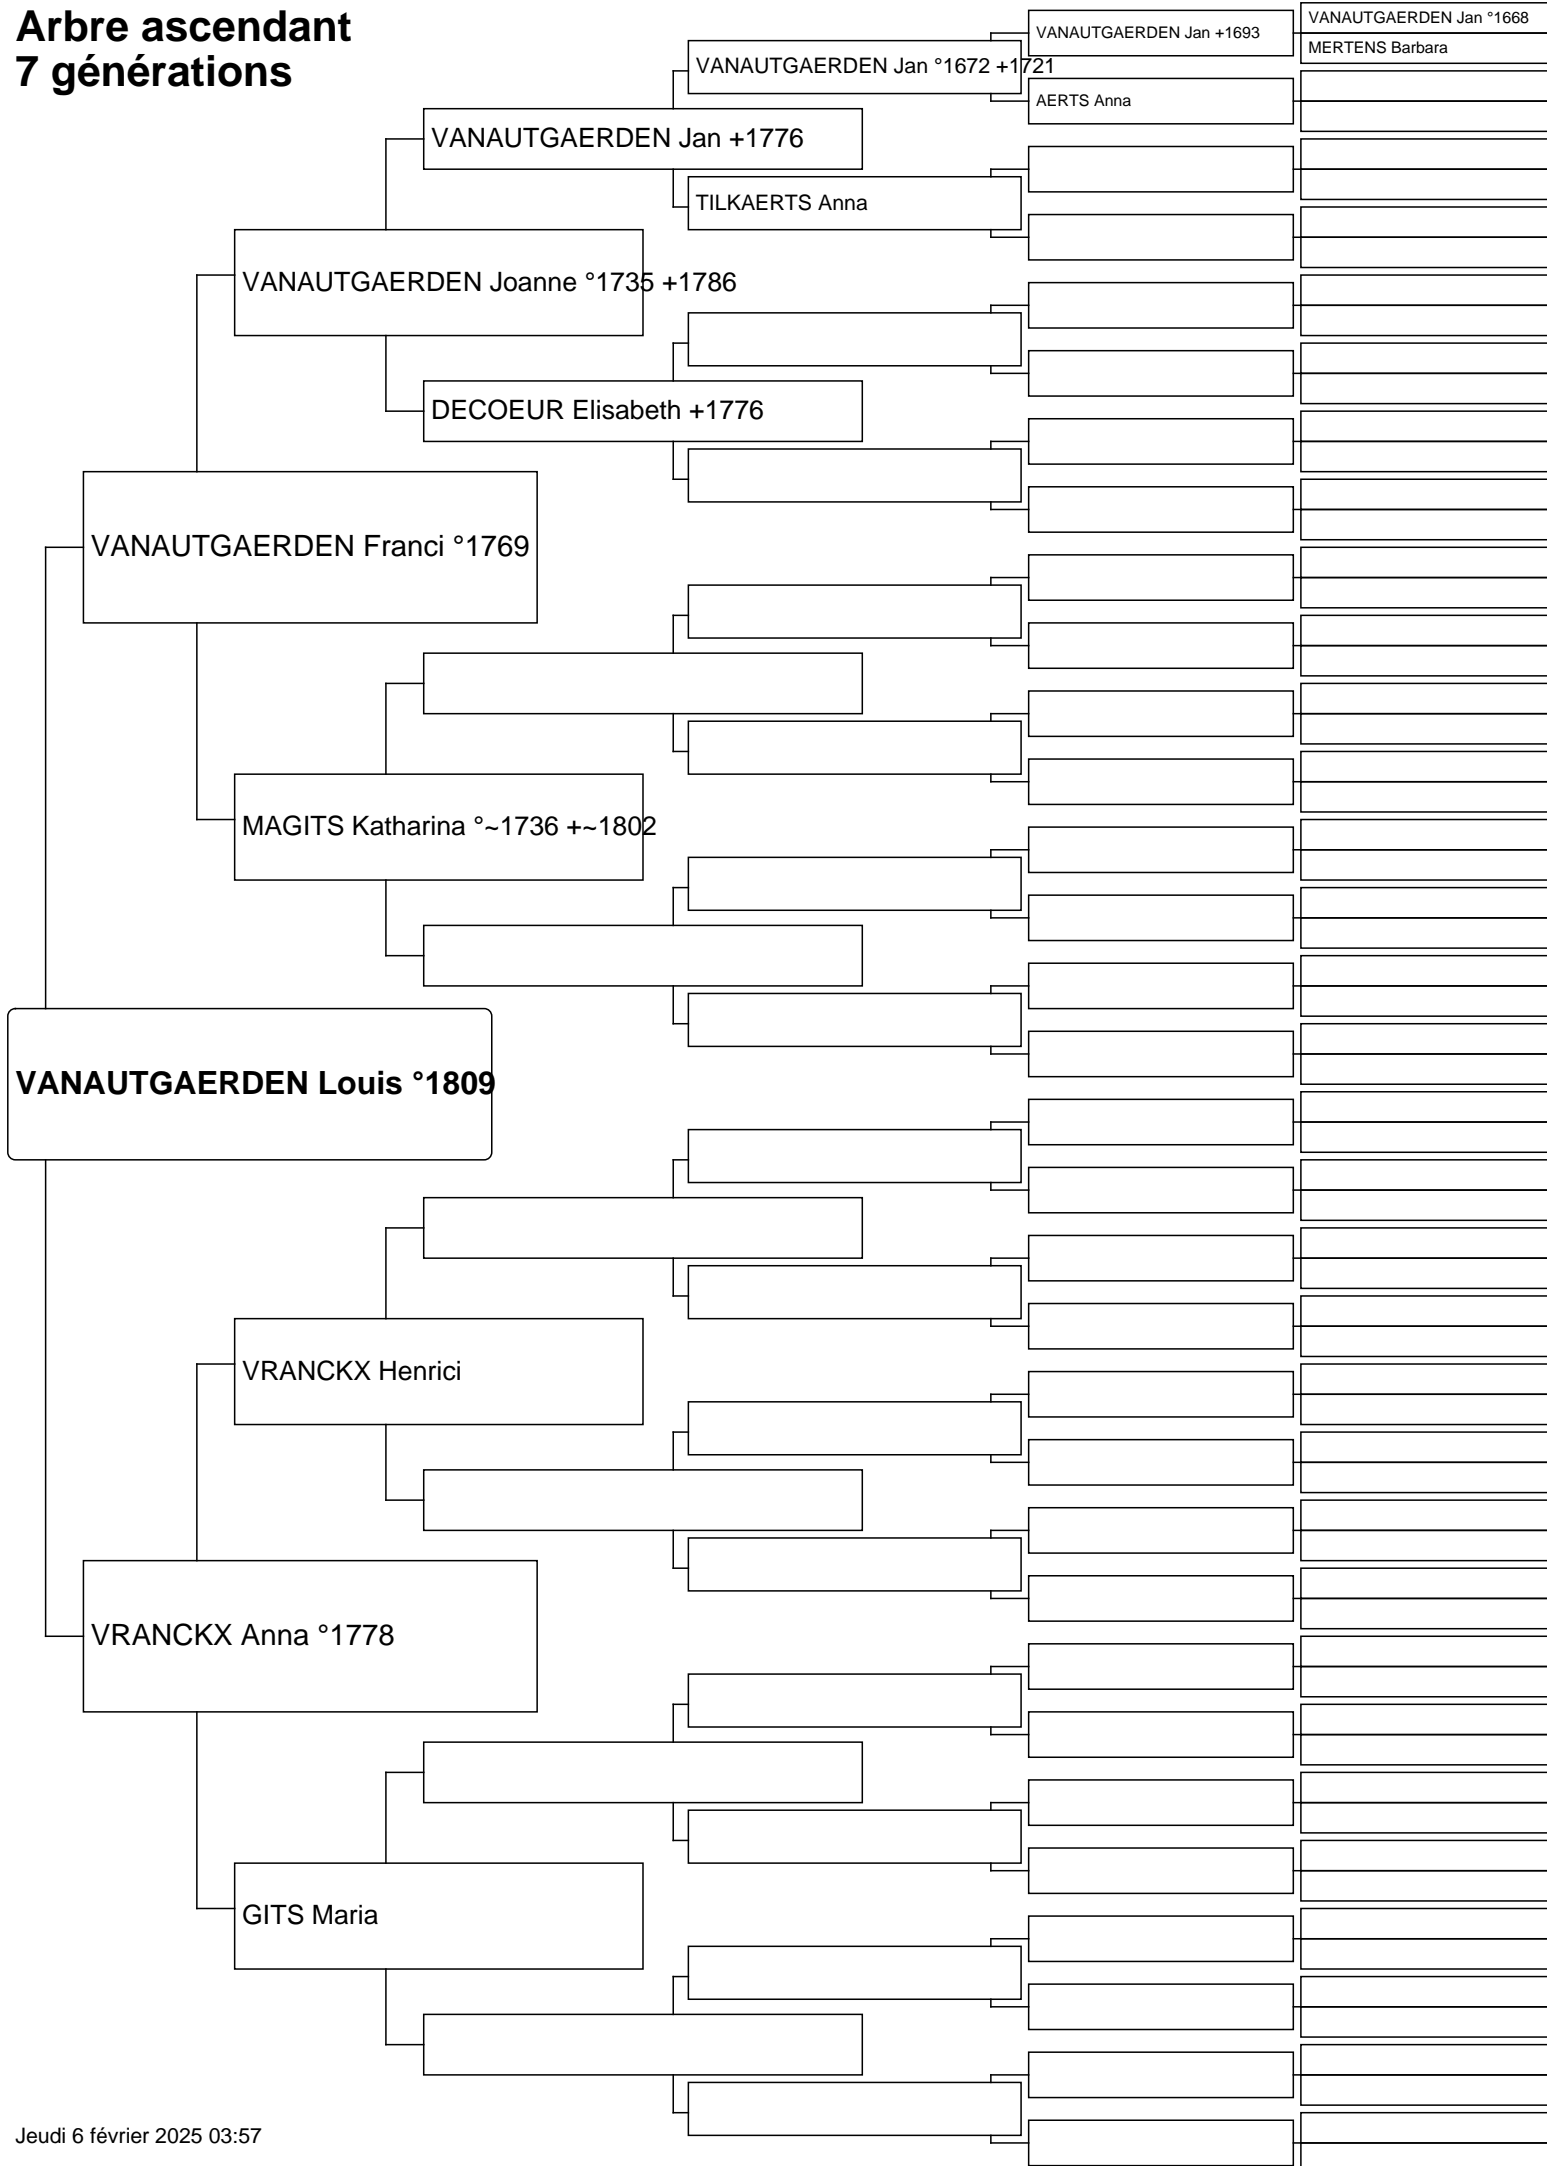 Arbre ascendant
7 générations
VANAUTGAERDEN Jan °1668
MERTENS Barbara
VANAUTGAERDEN Jan +1693
AERTS Anna
VANAUTGAERDEN Jan °1672 +1721
TILKAERTS Anna
VANAUTGAERDEN Jan +1776
DECOEUR Elisabeth +1776
VANAUTGAERDEN Joanne °1735 +1786
MAGITS Katharina °~1736 +~1802
VANAUTGAERDEN Franci °1769
VANAUTGAERDEN Louis °1809
VRANCKX Henrici
VRANCKX Anna °1778
GITS Maria
Jeudi 6 février 2025 03:57